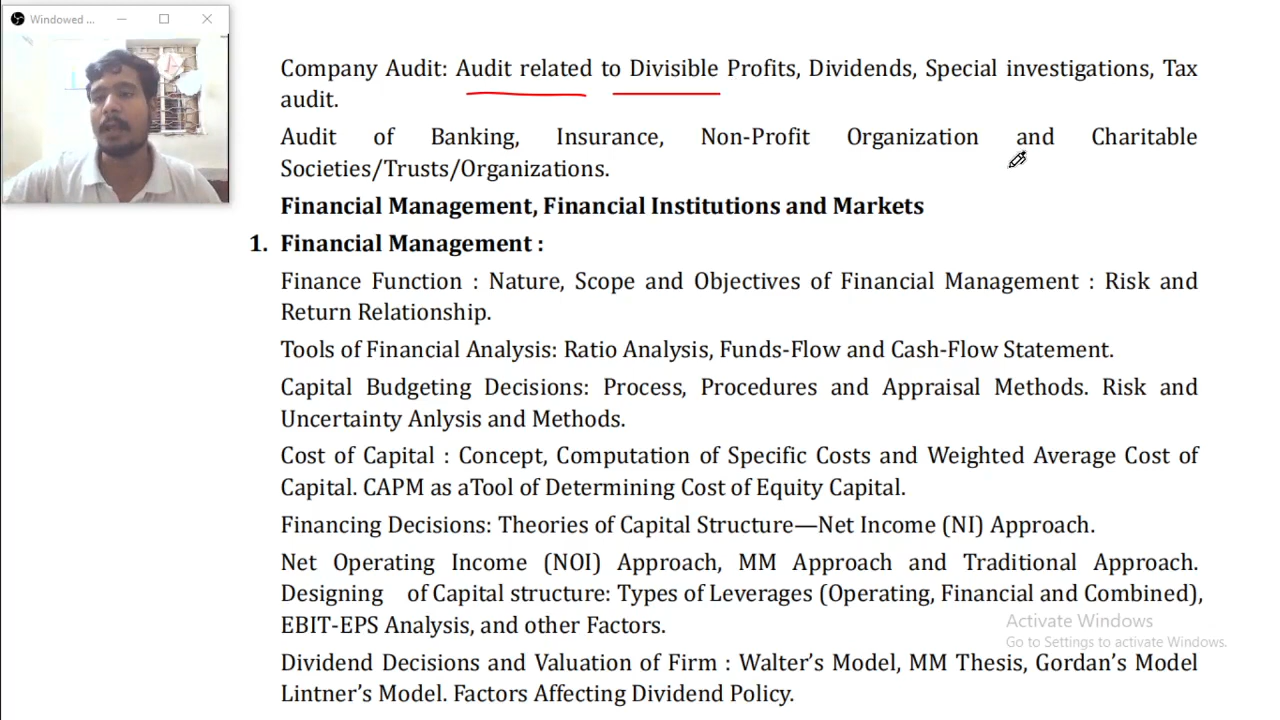 Windowed ...
Company Audit: Audit related to Divisible Profits, Dividends, Special investigations, Tax
audit.
Audit of Banking, Insurance, Non-Profit Organization and Charitable
Societies/Trusts/Organizations.
Financial Management, Financial Institutions and Markets
1. Financial Management :
Finance Function : Nature, Scope and Objectives of Financial Management : Risk and
Return Relationship.
Tools of Financial Analysis: Ratio Analysis, Funds-Flow and Cash-Flow Statement.
Capital Budgeting Decisions: Process, Procedures and Appraisal Methods. Risk and
Uncertainty Anlysis and Methods.
Cost of Capital : Concept, Computation of Specific Costs and Weighted Average Cost of
Capital. CAPM as aTool of Determining Cost of Equity Capital.
Financing Decisions: Theories of Capital Structure—Net Income (NI) Approach.
Net Operating Income (NOI) Approach, MM Approach and Traditional Approach.
Designing of Capital structure: Types of Leverages (Operating, Financial and Combined),
EBIT-EPS Analysis, and other Factors.
Activate Windows
Go to Settings to activate Windows.
Dividend Decisions and Valuation of Firm : Walter's Model, MM Thesis, Gordan's Model
Lintner's Model. Factors Affecting Dividend Policy.